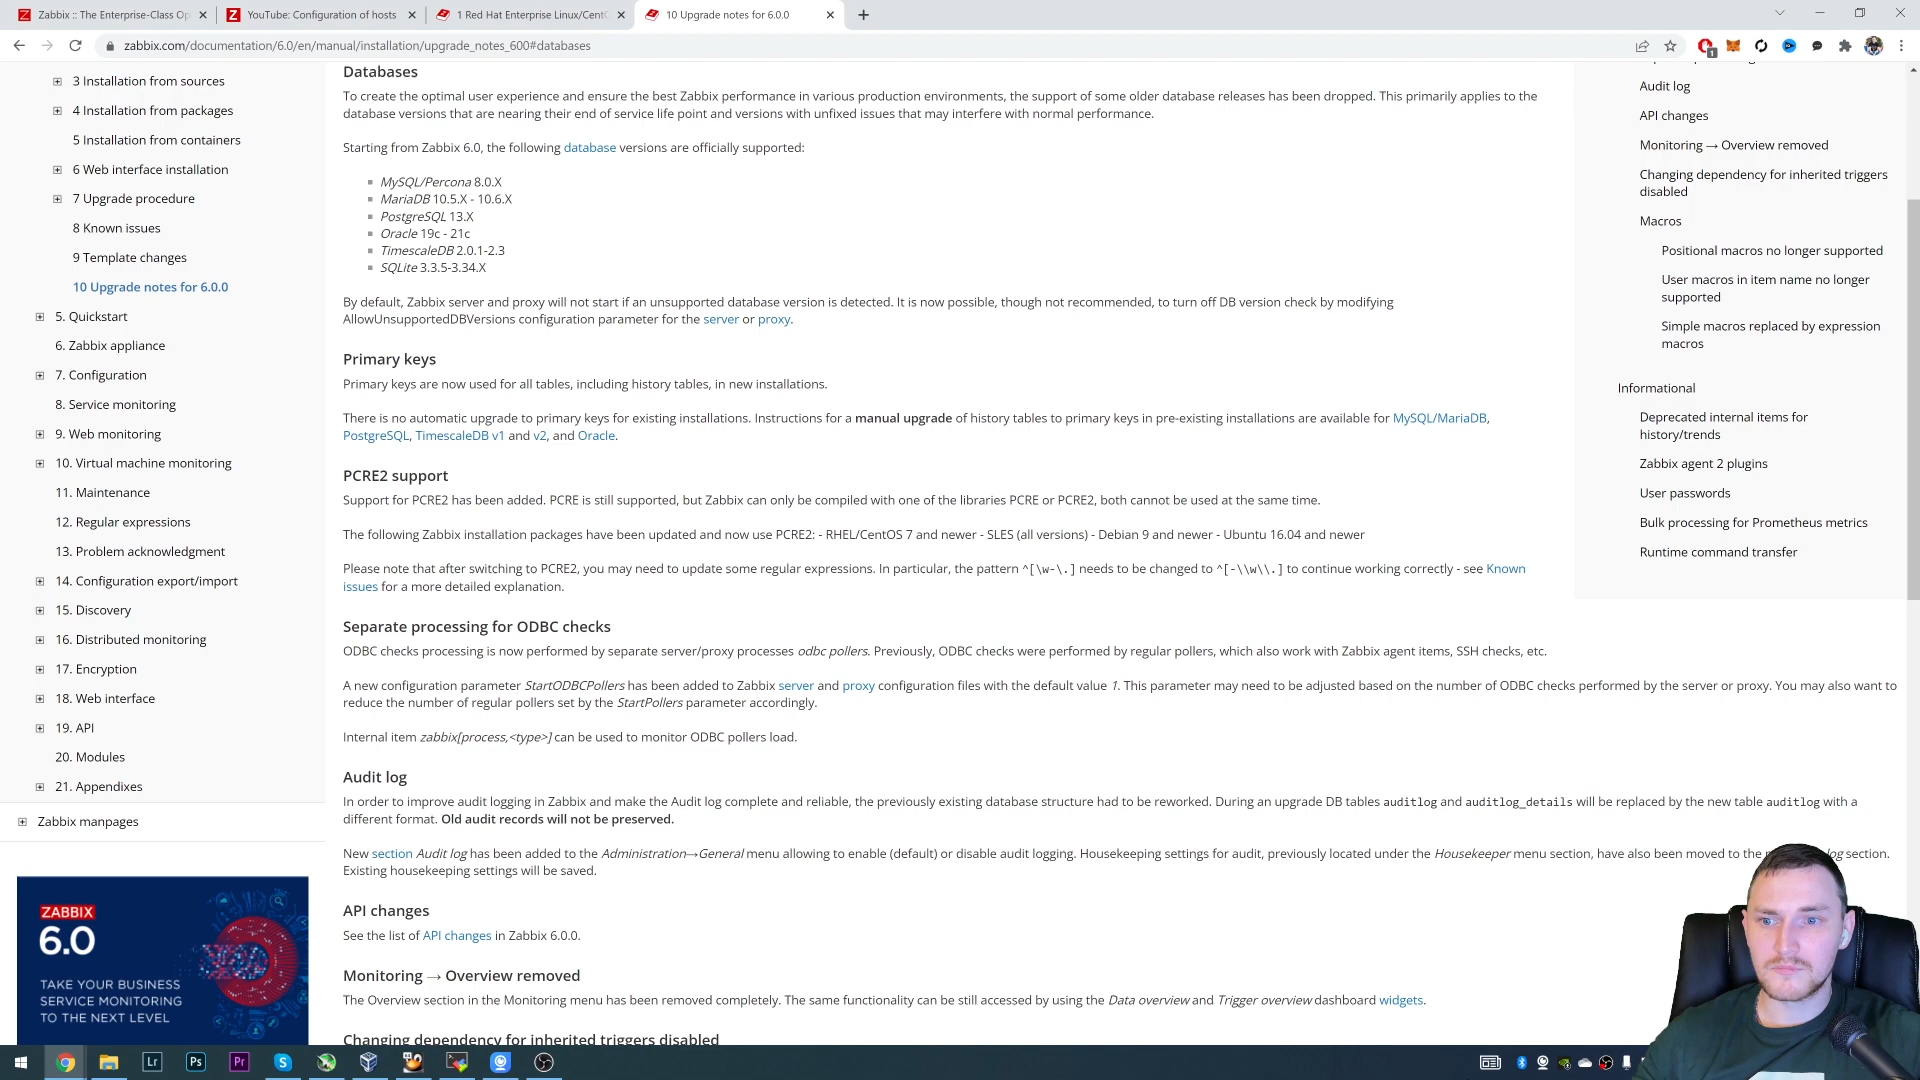 Zabbix :: The Enterprise-Class Op
YouTube: Configuration of hosts
1 Red Hat Enterprise Linux/CentO
10 Upgrade notes for 6.0.0
zabbix.com/documentation/6.0/en/manual/installation/upgrade_notes_600#databases
3 Installation from sources
4 Installation from packages
5 Installation from containers
6 Web interface installation
7 Upgrade procedure
8 Known issues
9 Template changes
10 Upgrade notes for 6.0.0
5. Quickstart
6. Zabbix appliance
7. Configuration
8. Service monitoring
9. Web monitoring
10. Virtual machine monitoring
11. Maintenance
12. Regular expressions
13. Problem acknowledgment
14. Configuration export/import
15. Discovery
16. Distributed monitoring
17. Encryption
18. Web interface
19. API
20. Modules
21. Appendixes
Zabbix manpages
ZABBIX
6.0
TAKE YOUR BUSINESS
SERVICE MONITORING
TO THE NEXT LEVEL
Databases
To create the optimal user experience and ensure the best Zabbix performance in various production environments, the support of some older database releases has been dropped. This primarily applies to the
database versions that are nearing their end of service life point and versions with unfixed issues that may interfere with normal performance.
Starting from Zabbix 6.0, the following database versions are officially supported:
MySQL/Percona 8.0.X
MariaDB 10.5.X - 10.6.X
PostgreSQL 13.X
Oracle 19c - 21c
TimescaleDB 2.0.1-2.3
SQLite 3.3.5-3.34.X
By default, Zabbix server and proxy will not start if an unsupported database version is detected. It is now possible, though not recommended, to turn off DB version check by modifying
AllowUnsupportedDBVersions configuration parameter for the server or proxy.
Primary keys
Primary keys are now used for all tables, including history tables, in new installations.
There is no automatic upgrade to primary keys for existing installations. Instructions for a manual upgrade of history tables to primary keys in pre-existing installations are available for MySQL/MariaDB,
PostgreSQL, TimescaleDB v1 and v2, and Oracle.
PCRE2 support
Support for PCRE2 has been added. PCRE is still supported, but Zabbix can only be compiled with one of the libraries PCRE or PCRE2, both cannot be used at the same time.
The following Zabbix installation packages have been updated and now use PCRE2: - RHEL/CentOS 7 and newer - SLES (all versions) - Debian 9 and newer - Ubuntu 16.04 and newer
Please note that after switching to PCRE2, you may need to update some regular expressions. In particular, the pattern ^[\w-\.] needs to be changed to ^[-\\w\\.] to continue working correctly - see Known
issues for a more detailed explanation.
Separate processing for ODBC checks
ODBC checks processing is now performed by separate server/proxy processes odbc pollers. Previously, ODBC checks were performed by regular pollers, which also work with Zabbix agent items, SSH checks, etc.
A new configuration parameter StartODBCPollers has been added to Zabbix server and proxy configuration files with the default value 1. This parameter may need to be adjusted based on the number of ODBC checks performed by the server or proxy. You may also want to
reduce the number of regular pollers set by the StartPollers parameter accordingly.
Internal item zabbix[process,<type>] can be used to monitor ODBC pollers load.
Audit log
In order to improve audit logging in Zabbix and make the Audit log complete and reliable, the previously existing database structure had to be reworked. During an upgrade DB tables auditlog and auditlog_details will be replaced by the new table auditlog with a
different format. Old audit records will not be preserved.
New section Audit log has been added to the Administration→General menu allowing to enable (default) or disable audit logging. Housekeeping settings for audit, previously located under the Housekeeper menu section, have also been moved to the log section.
Existing housekeeping settings will be saved.
API changes
See the list of API changes in Zabbix 6.0.0.
Monitoring → Overview removed
The Overview section in the Monitoring menu has been removed completely. The same functionality can be still accessed by using the Data overview and Trigger overview dashboard widgets.
Changing dependency for inherited triggers disabled
Audit log
API changes
Monitoring → Overview removed
Changing dependency for inherited triggers
disabled
Macros
Positional macros no longer supported
User macros in item name no longer
supported
Simple macros replaced by expression
macros
Informational
Deprecated internal items for
history/trends
Zabbix agent 2 plugins
User passwords
Bulk processing for Prometheus metrics
Runtime command transfer
Lr
Ps
Pr